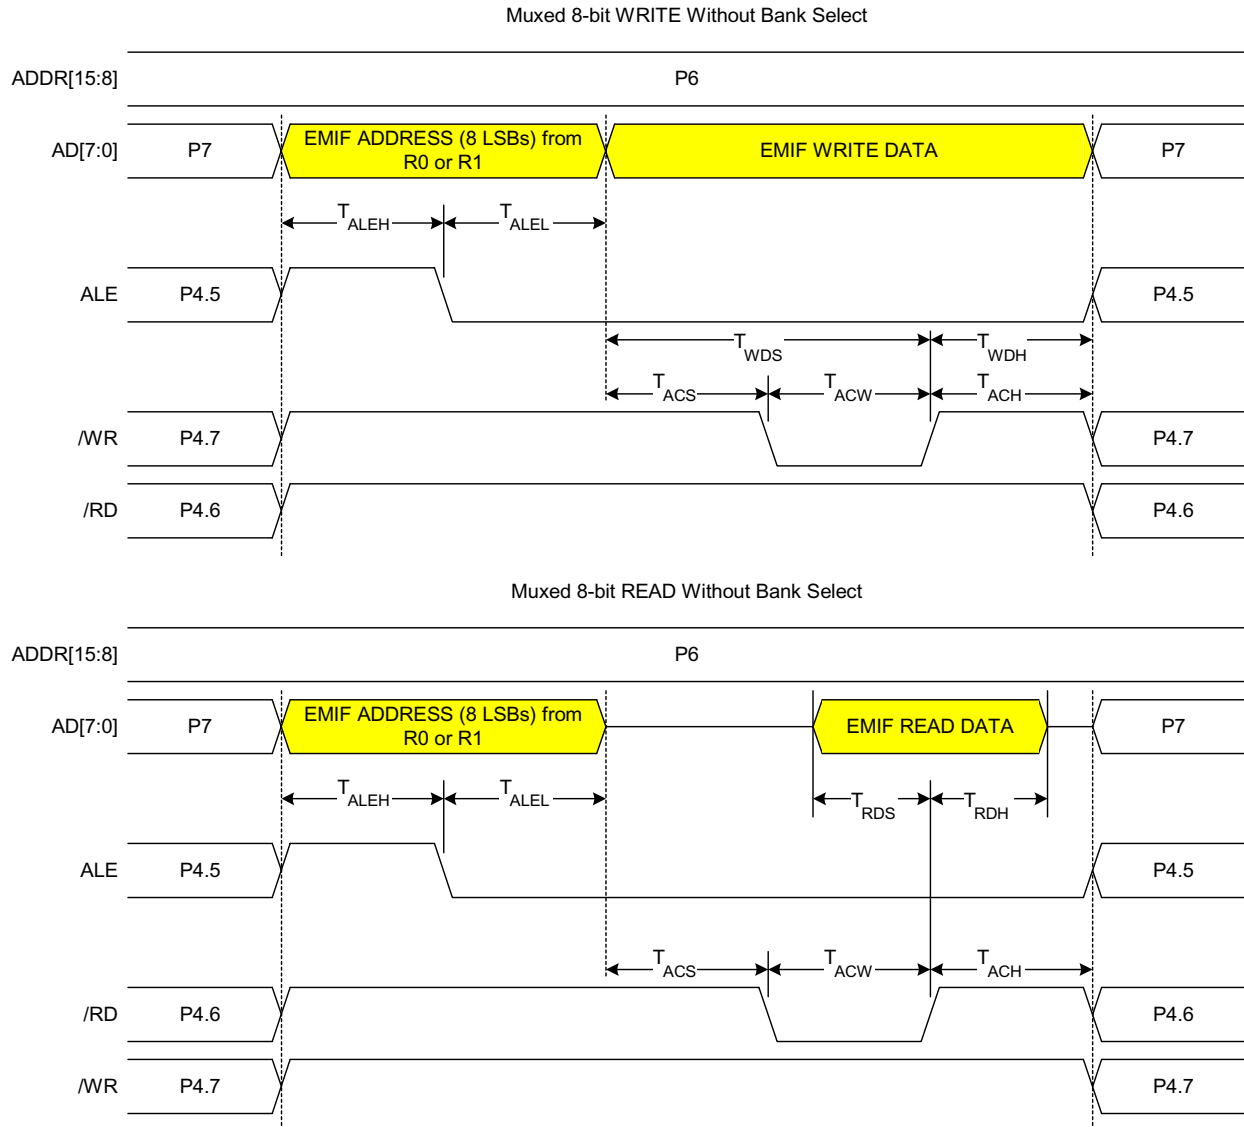 Muxed 8-bit WRITE Without Bank Select
ADDR[15:8] P6
AD[7:0] P7 EMIF ADDRESS (8 LSBs) from R0 or R1 EMIF WRITE DATA P7
TALEH TALEL
ALE P4.5 P4.5
TWDS TWDH
TACS TACW TACH
/WR P4.7 P4.7
/RD P4.6 P4.6
Muxed 8-bit READ Without Bank Select
ADDR[15:8] P6
AD[7:0] P7 EMIF ADDRESS (8 LSBs) from R0 or R1 EMIF READ DATA P7
TALEH TALEL TRDS TRDH
ALE P4.5 P4.5
TACS TACW TACH
/RD P4.6 P4.6
/WR P4.7 P4.7